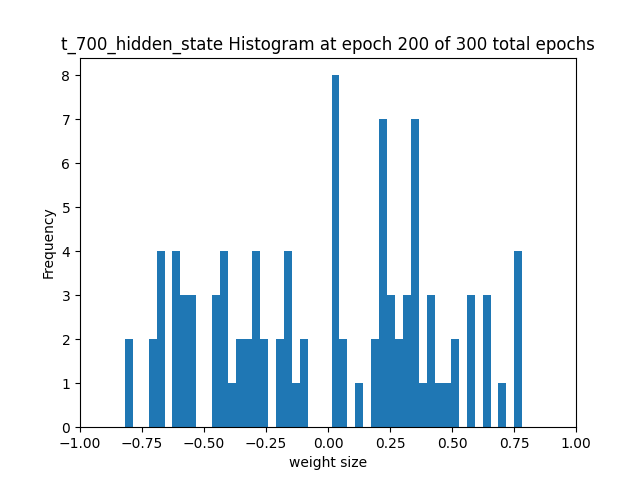 t_700_hidden_state Histogram at epoch 200 of 300 total epochs
8
7
6
5
4
3
2
1
0
Frequency
−1.00 −0.75 −0.50 −0.25 0.00 0.25 0.50 0.75 1.00
weight size